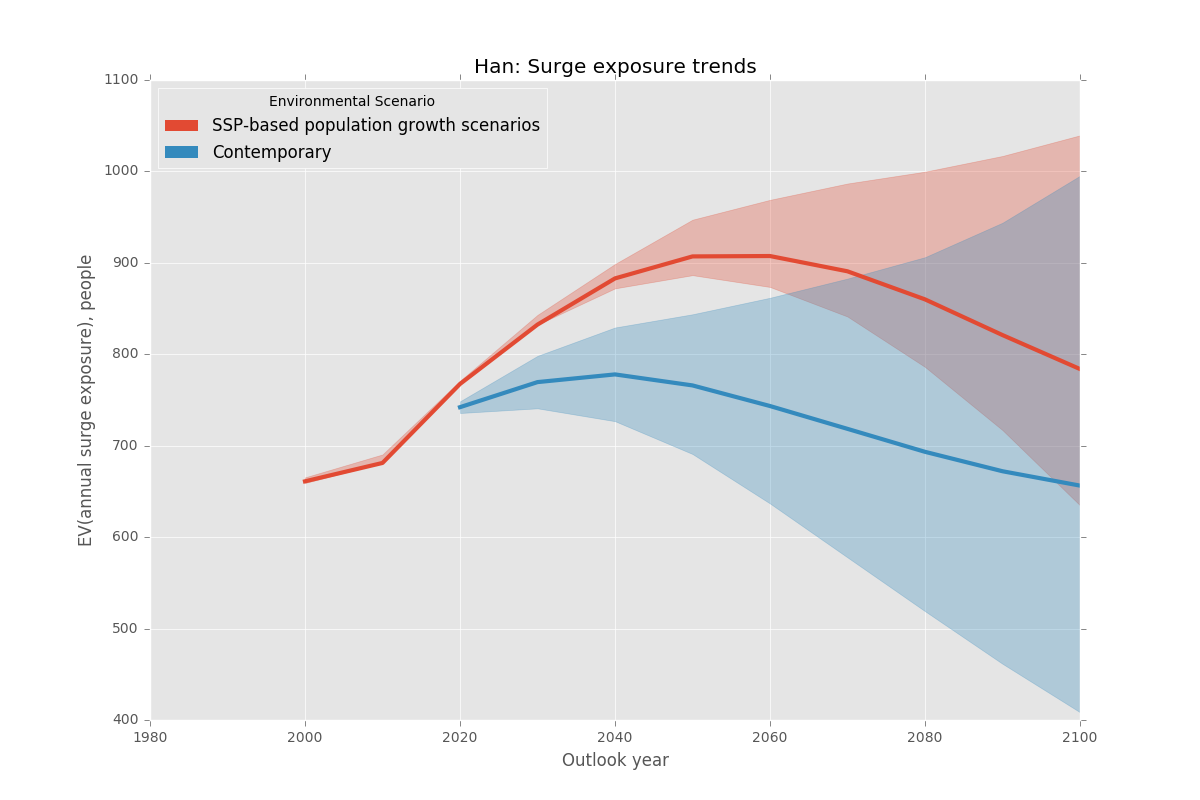 Han: Surge exposure trends
Environmental Scenario
SSP-based population growth scenarios
Contemporary
EV(annual surge exposure), people
1100
1000
900
800
700
600
500
400
1980 2000 2020 2040 2060 2080 2100
Outlook year